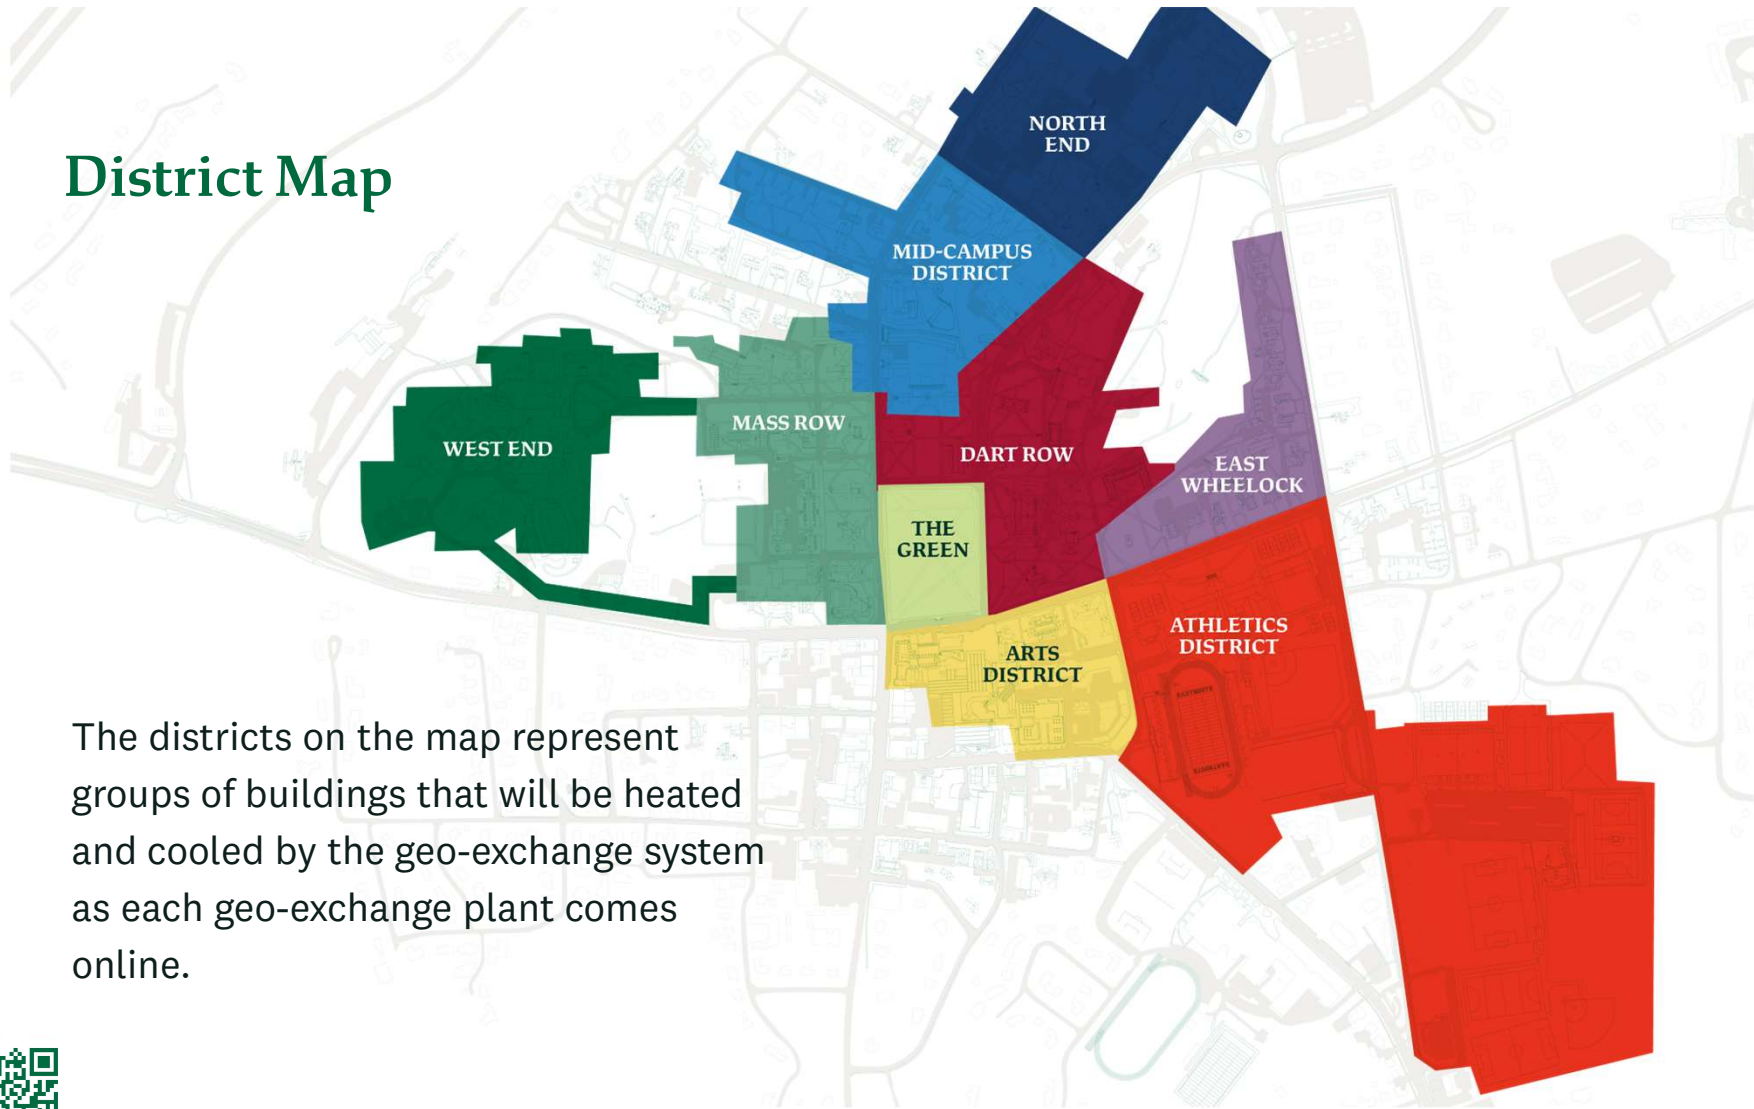 District Map
NORTH
END
MID-CAMPUS
DISTRICT
MASS ROW
WEST END
DART ROW
EAST
WHEELOCK
THE
GREEN
ATHLETICS
DISTRICT
ARTS
DISTRICT
The districts on the map represent
groups of buildings that will be heated
and cooled by the geo-exchange system
as each geo-exchange plant comes
online.